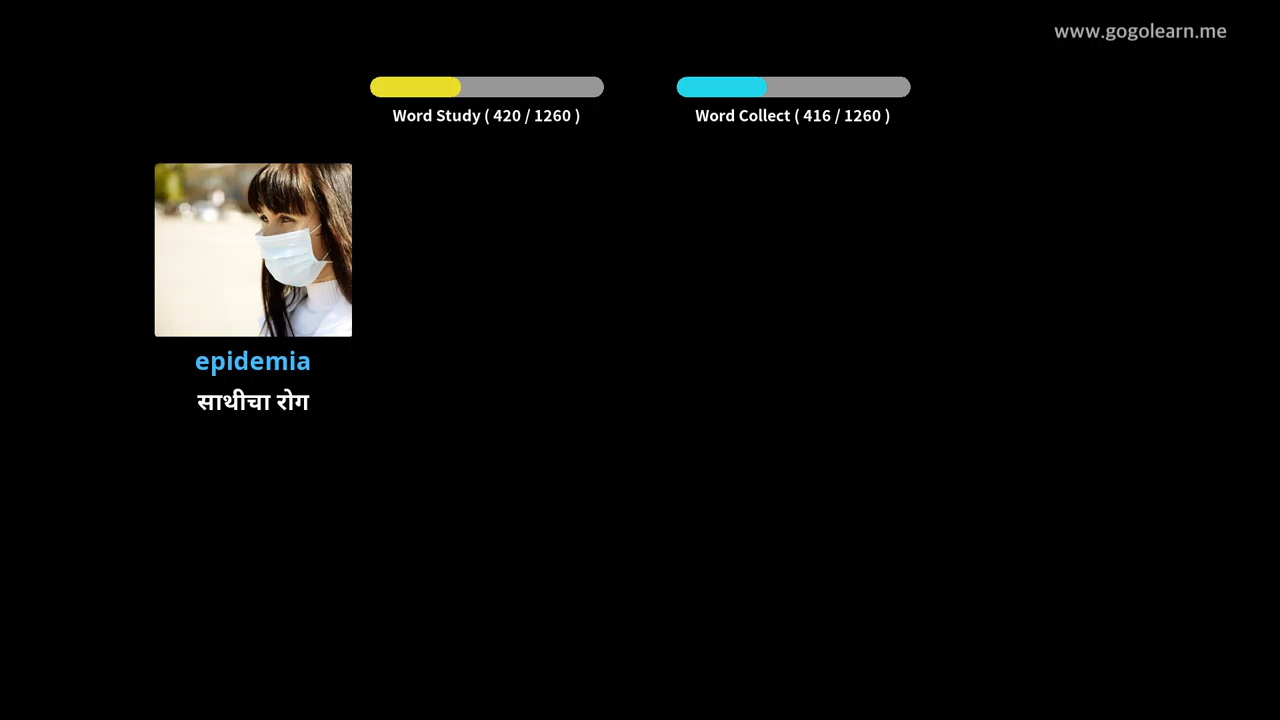 www.gogolearn.me
Word Study ( 420 / 1260 )
Word Collect ( 416 / 1260 )
epidemia
साथीचा रोग